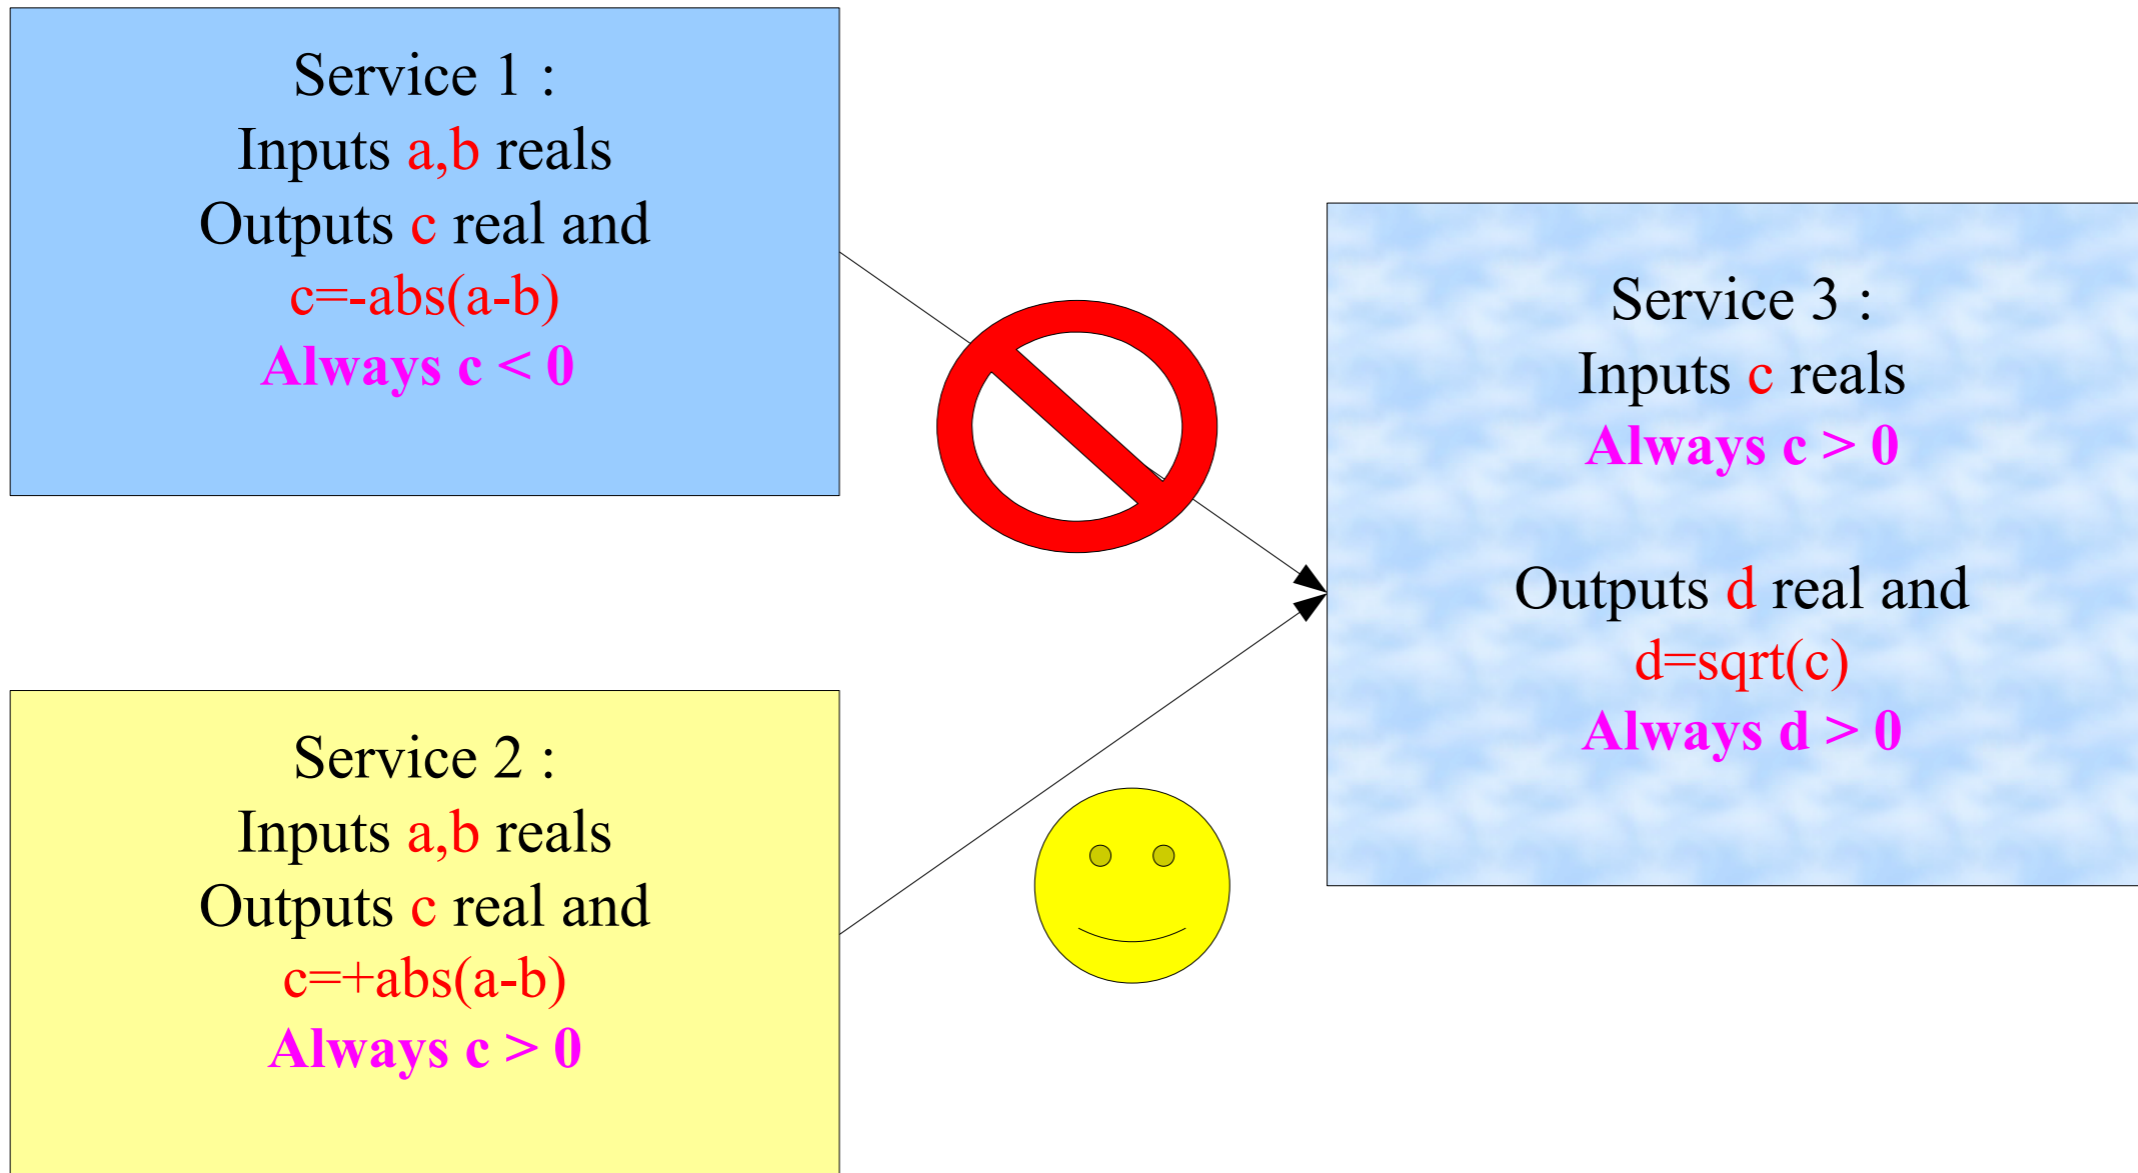 Service 1 :
Inputs a,b reals
Outputs c real and
c=-abs(a-b)
Always c < 0
Service 2 :
Inputs a,b reals
Outputs c real and
c=+abs(a-b)
Always c > 0
Service 3 :
Inputs c reals
Always c > 0
Outputs d real and
d=sqrt(c)
Always d > 0